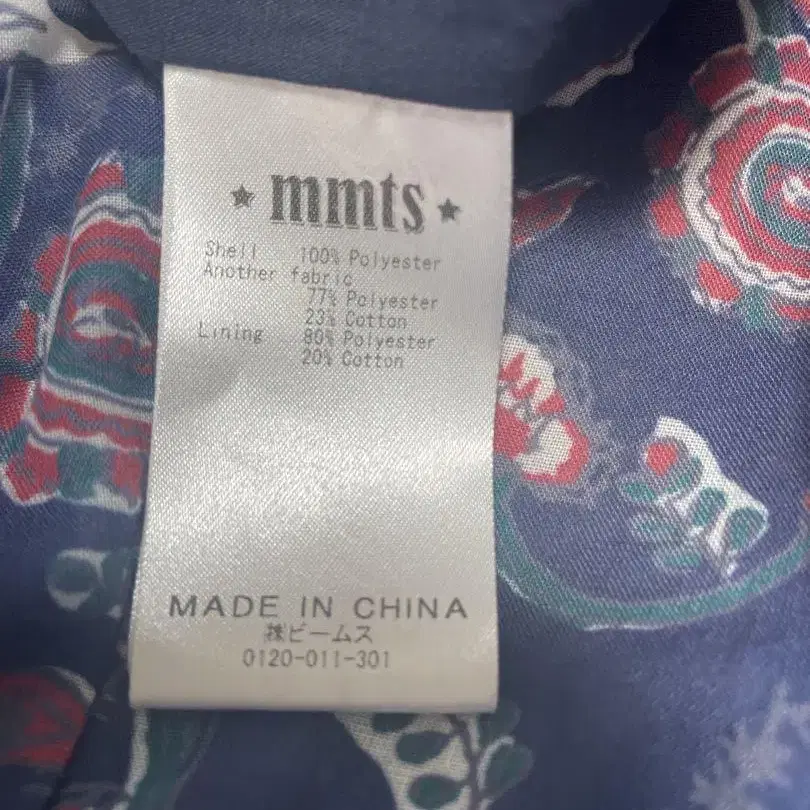 ★ mmts ★
Shell 100% Polyester
Another fabric
77% Polyester
23% Cotton
Lining 80% Polyester
20% Cotton
MADE IN CHINA
㈱ビームス
0120-011-301